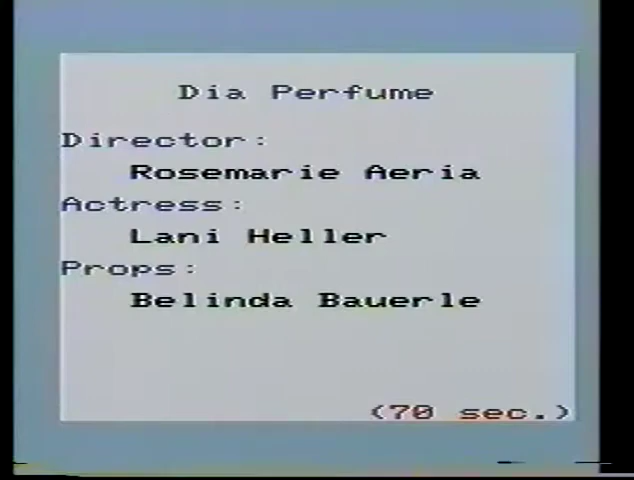 Dia Perfume
Director:
Rosemarie Aeria
Actress:
Lani Heller
Props:
Belinda Bauerle
(70 sec.)